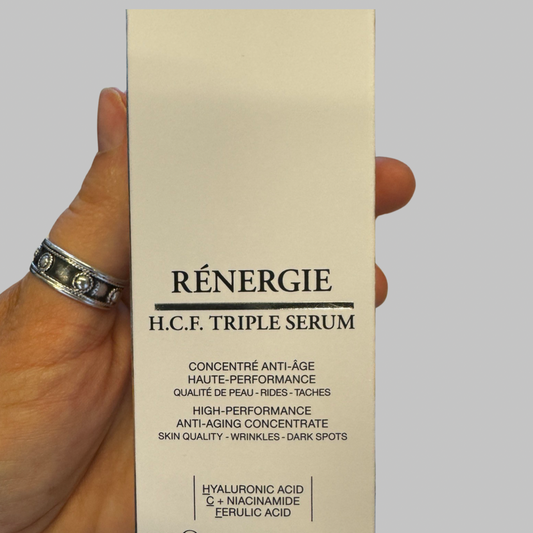 RÉNERGIE
H.C.F. TRIPLE SERUM
CONCENTRÉ ANTI-ÂGE
HAUTE-PERFORMANCE
QUALITÉ DE PEAU - RIDES - TACHES
HIGH-PERFORMANCE
ANTI-AGING CONCENTRATE
SKIN QUALITY - WRINKLES - DARK SPOTS
HYALURONIC ACID
C + NIACINAMIDE
FERULIC ACID